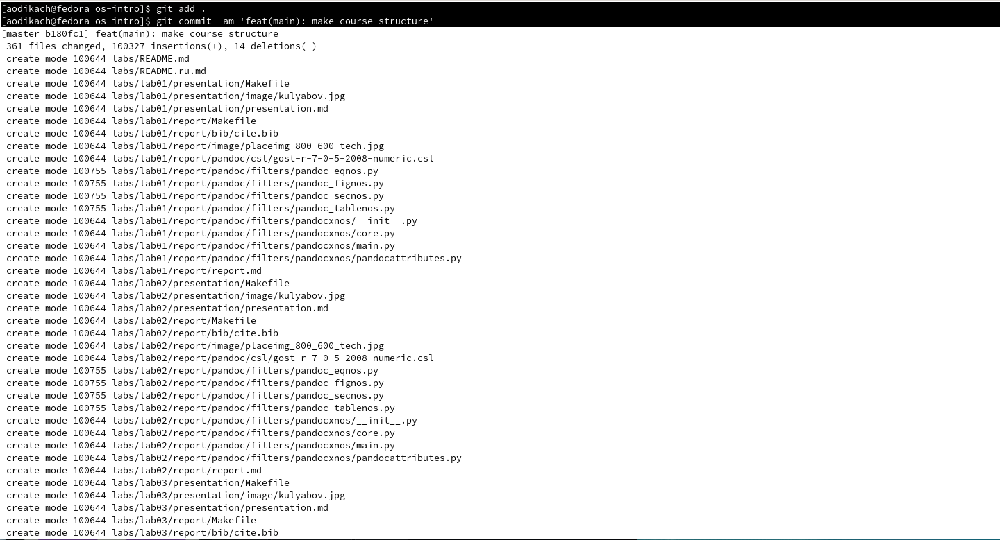 [aodikach@fedora os-intro]$ git add .
[aodikach@fedora os-intro]$ git commit -am 'feat(main): make course structure'
[master b180fc1] feat(main): make course structure
 361 files changed, 100327 insertions(+), 14 deletions(-)
 create mode 100644 labs/README.md
 create mode 100644 labs/README.ru.md
 create mode 100644 labs/lab01/presentation/Makefile
 create mode 100644 labs/lab01/presentation/image/kulyabov.jpg
 create mode 100644 labs/lab01/presentation/presentation.md
 create mode 100644 labs/lab01/report/Makefile
 create mode 100644 labs/lab01/report/bib/cite.bib
 create mode 100644 labs/lab01/report/image/placeimg_800_600_tech.jpg
 create mode 100644 labs/lab01/report/pandoc/csl/gost-r-7-0-5-2008-numeric.csl
 create mode 100755 labs/lab01/report/pandoc/filters/pandoc_eqnos.py
 create mode 100755 labs/lab01/report/pandoc/filters/pandoc_fignos.py
 create mode 100755 labs/lab01/report/pandoc/filters/pandoc_secnos.py
 create mode 100755 labs/lab01/report/pandoc/filters/pandoc_tablenos.py
 create mode 100644 labs/lab01/report/pandoc/filters/pandocxnos/__init__.py
 create mode 100644 labs/lab01/report/pandoc/filters/pandocxnos/core.py
 create mode 100644 labs/lab01/report/pandoc/filters/pandocxnos/main.py
 create mode 100644 labs/lab01/report/pandoc/filters/pandocxnos/pandocattributes.py
 create mode 100644 labs/lab01/report/report.md
 create mode 100644 labs/lab02/presentation/Makefile
 create mode 100644 labs/lab02/presentation/image/kulyabov.jpg
 create mode 100644 labs/lab02/presentation/presentation.md
 create mode 100644 labs/lab02/report/Makefile
 create mode 100644 labs/lab02/report/bib/cite.bib
 create mode 100644 labs/lab02/report/image/placeimg_800_600_tech.jpg
 create mode 100644 labs/lab02/report/pandoc/csl/gost-r-7-0-5-2008-numeric.csl
 create mode 100755 labs/lab02/report/pandoc/filters/pandoc_eqnos.py
 create mode 100755 labs/lab02/report/pandoc/filters/pandoc_fignos.py
 create mode 100755 labs/lab02/report/pandoc/filters/pandoc_secnos.py
 create mode 100755 labs/lab02/report/pandoc/filters/pandoc_tablenos.py
 create mode 100644 labs/lab02/report/pandoc/filters/pandocxnos/__init__.py
 create mode 100644 labs/lab02/report/pandoc/filters/pandocxnos/core.py
 create mode 100644 labs/lab02/report/pandoc/filters/pandocxnos/main.py
 create mode 100644 labs/lab02/report/pandoc/filters/pandocxnos/pandocattributes.py
 create mode 100644 labs/lab02/report/report.md
 create mode 100644 labs/lab03/presentation/Makefile
 create mode 100644 labs/lab03/presentation/image/kulyabov.jpg
 create mode 100644 labs/lab03/presentation/presentation.md
 create mode 100644 labs/lab03/report/Makefile
 create mode 100644 labs/lab03/report/bib/cite.bib